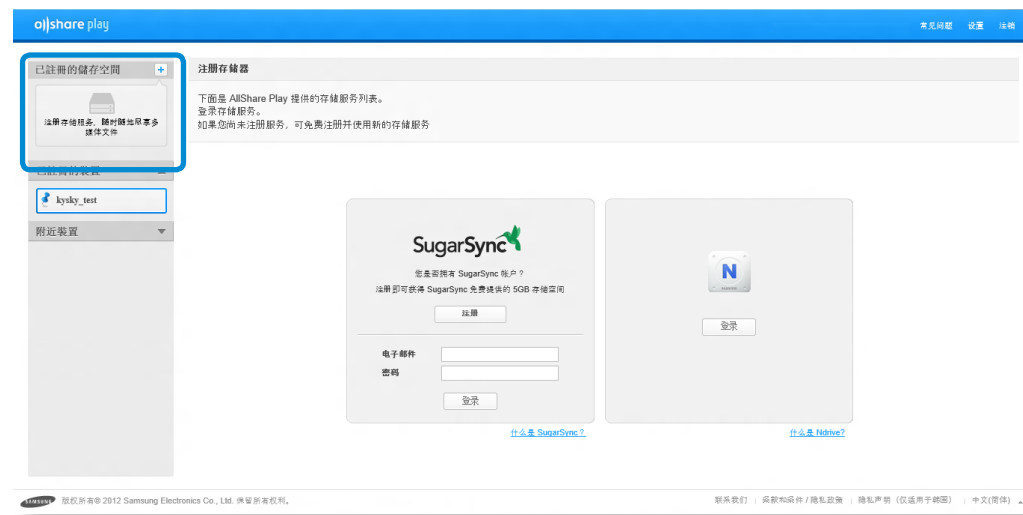 allshare play
常见问题 设置 注销
已註冊的儲存空間 +
注册存储服务，随时随地尽享多
媒体文件
已註冊的裝置
kysky_test
附近裝置
注册存储器
下面是 AllShare Play 提供的存储服务列表。
登录存储服务。
如果您尚未注册服务，可免费注册并使用新的存储服务
SugarSync
您是否拥有 SugarSync 帐户？
注册即可获得 SugarSync 免费提供的 5GB 存储空间
注册
电子邮件
密码
登录
什么是 SugarSync？
N
登录
什么是 Ndrive?
SAMSUNG 版权所有© 2012 Samsung Electronics Co., Ltd. 保留所有权利。
联系我们 | 条款和条件 / 隐私政策 | 隐私声明（仅适用于韩国） | 中文(简体)